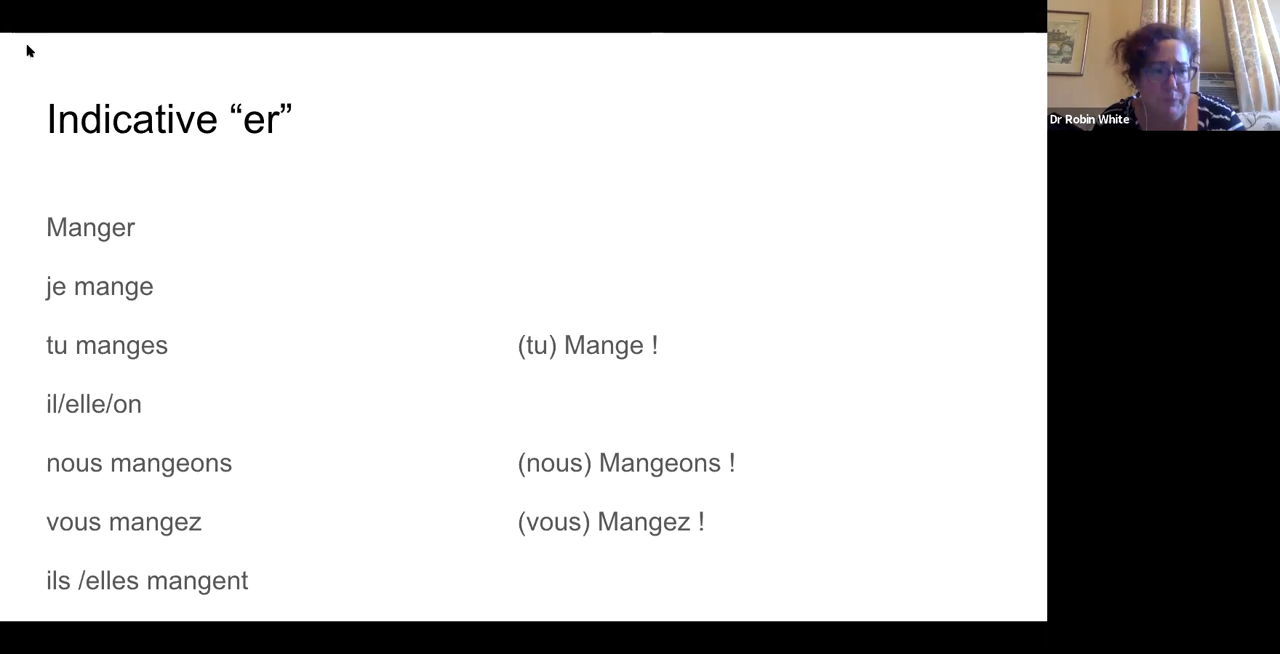 Indicative “er”
Manger
je mange
tu manges
(tu) Mange !
il/elle/on
nous mangeons
(nous) Mangeons !
vous mangez
(vous) Mangez !
ils /elles mangent
Dr Robin White